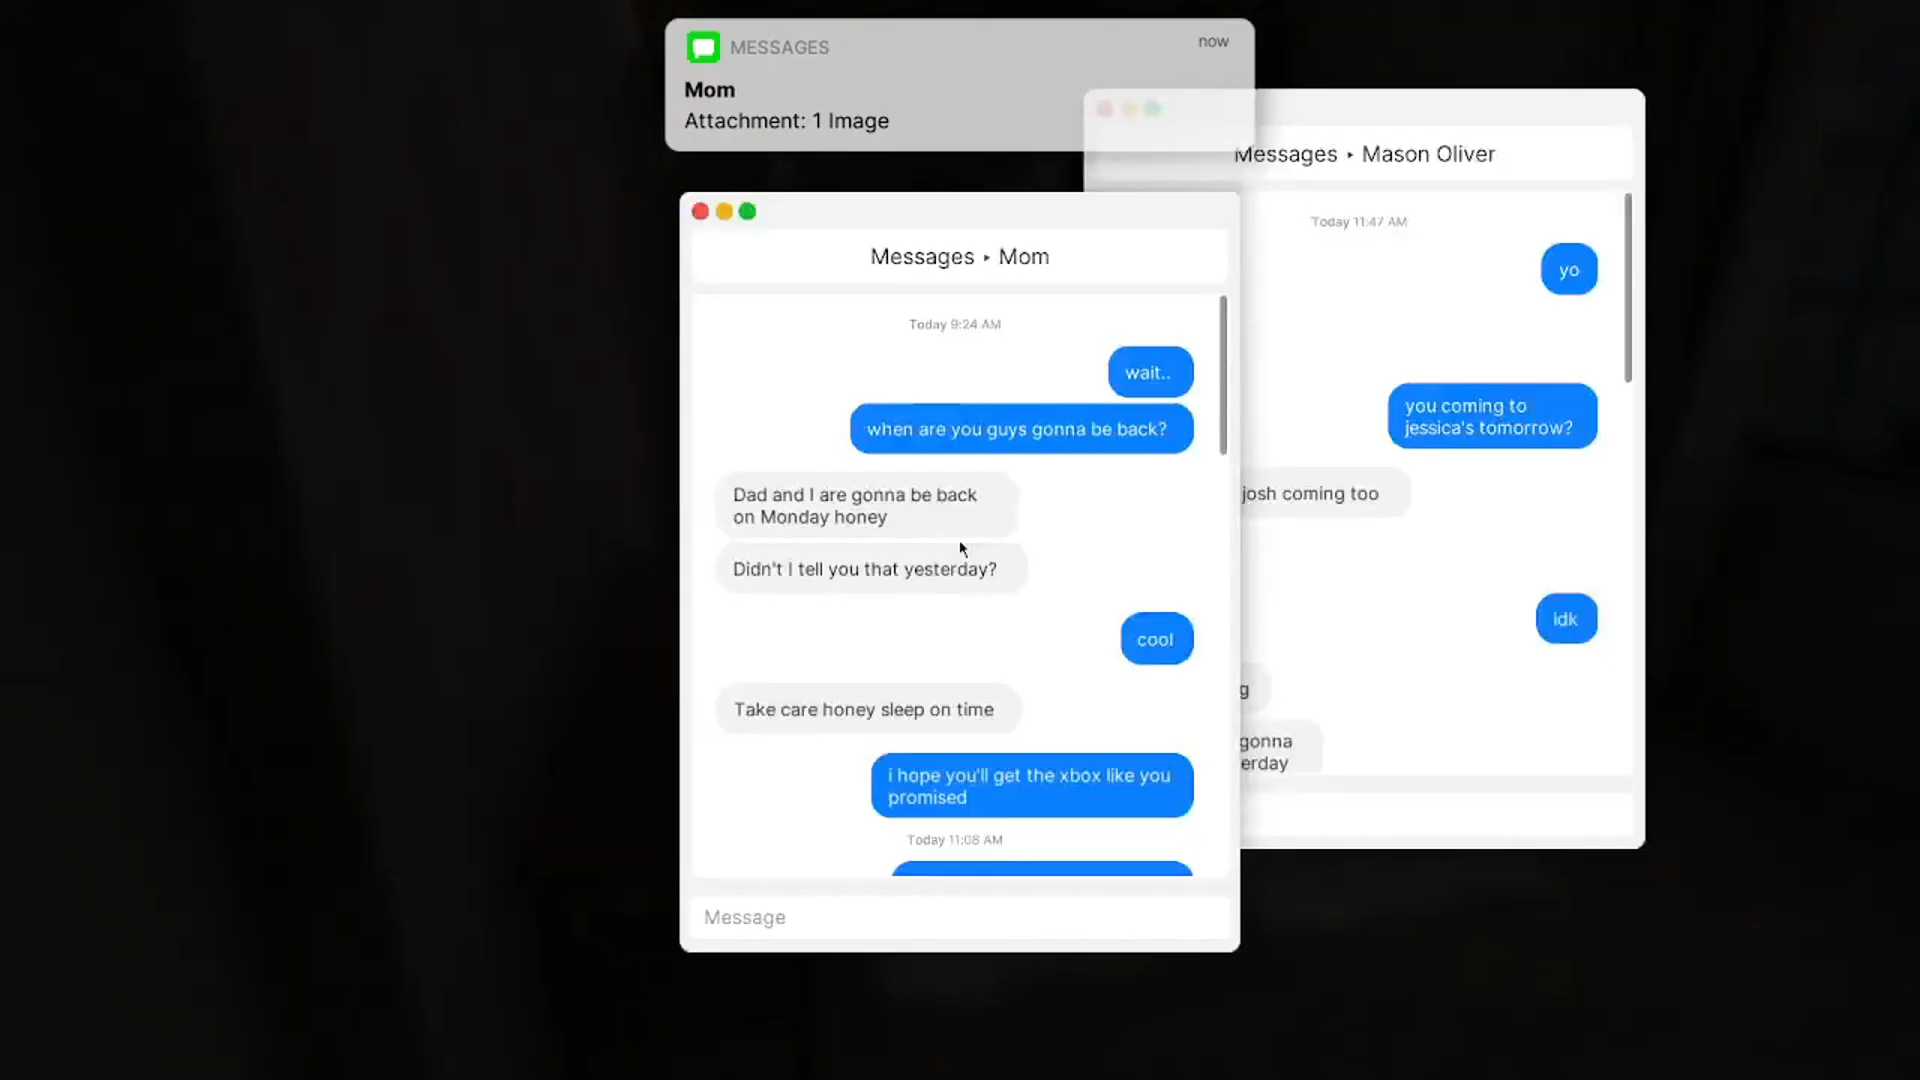 MESSAGES
now
Mom
Attachment: 1 Image
Messages ‣ Mom
Today 9:24 AM
wait..
when are you guys gonna be back?
Dad and I are gonna be back
on Monday honey
Didn't I tell you that yesterday?
cool
Take care honey sleep on time
i hope you'll get the xbox like you
promised
Today 11:08 AM
Message
Messages ‣ Mason Oliver
Today 11:47 AM
yo
you coming to
jessica's tomorrow?
josh coming too
idk
g
gonna
erday